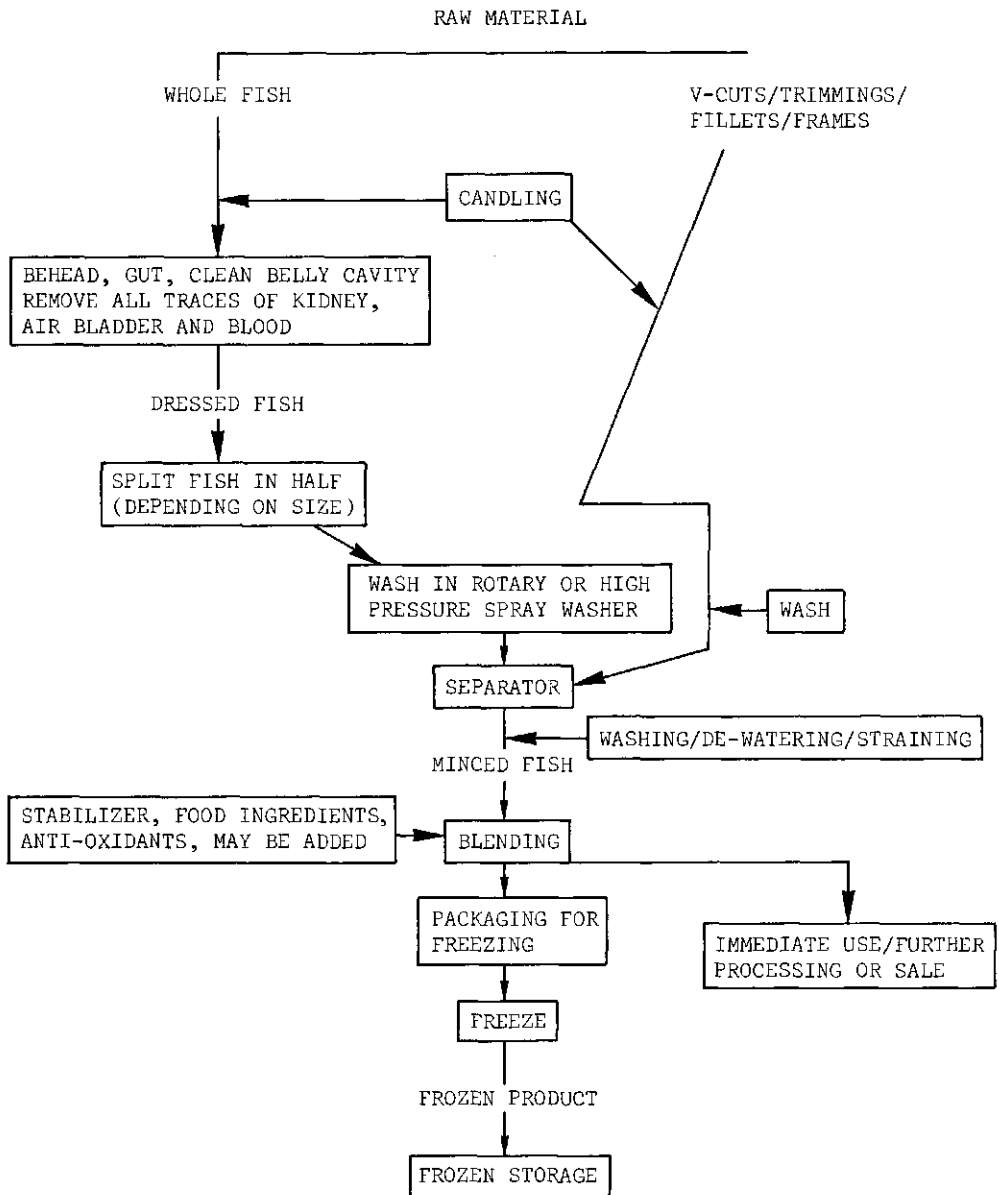 RAW MATERIAL
WHOLE FISH
V-CUTS/TRIMMINGS/
FILLETS/FRAMES
CANDLING
BEHEAD, GUT, CLEAN BELLY CAVITY
REMOVE ALL TRACES OF KIDNEY,
AIR BLADDER AND BLOOD
DRESSED FISH
SPLIT FISH IN HALF
(DEPENDING ON SIZE)
WASH IN ROTARY OR HIGH
PRESSURE SPRAY WASHER
WASH
SEPARATOR
WASHING/DE-WATERING/STRAINING
MINCED FISH
STABILIZER, FOOD INGREDIENTS,
ANTI-OXIDANTS, MAY BE ADDED
BLENDING
PACKAGING FOR
FREEZING
IMMEDIATE USE/FURTHER
PROCESSING OR SALE
FREEZE
FROZEN PRODUCT
FROZEN STORAGE